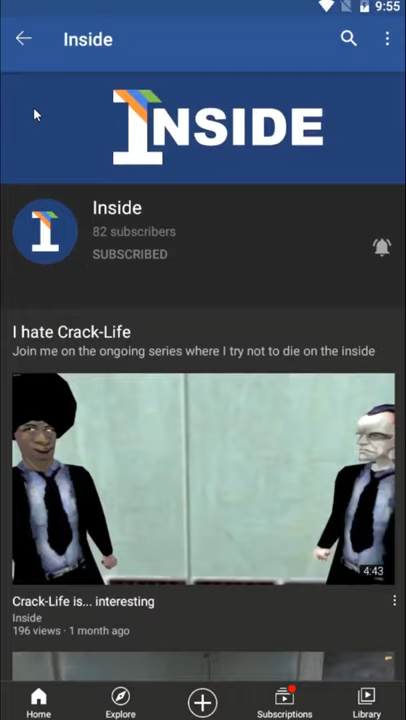 9:55
Inside
INSIDE
Inside
82 subscribers
SUBSCRIBED
I hate Crack-Life
Join me on the ongoing series where I try not to die on the inside
4:43
Crack-Life is... interesting
Inside
196 views · 1 month ago
Home
Explore
Subscriptions
Library